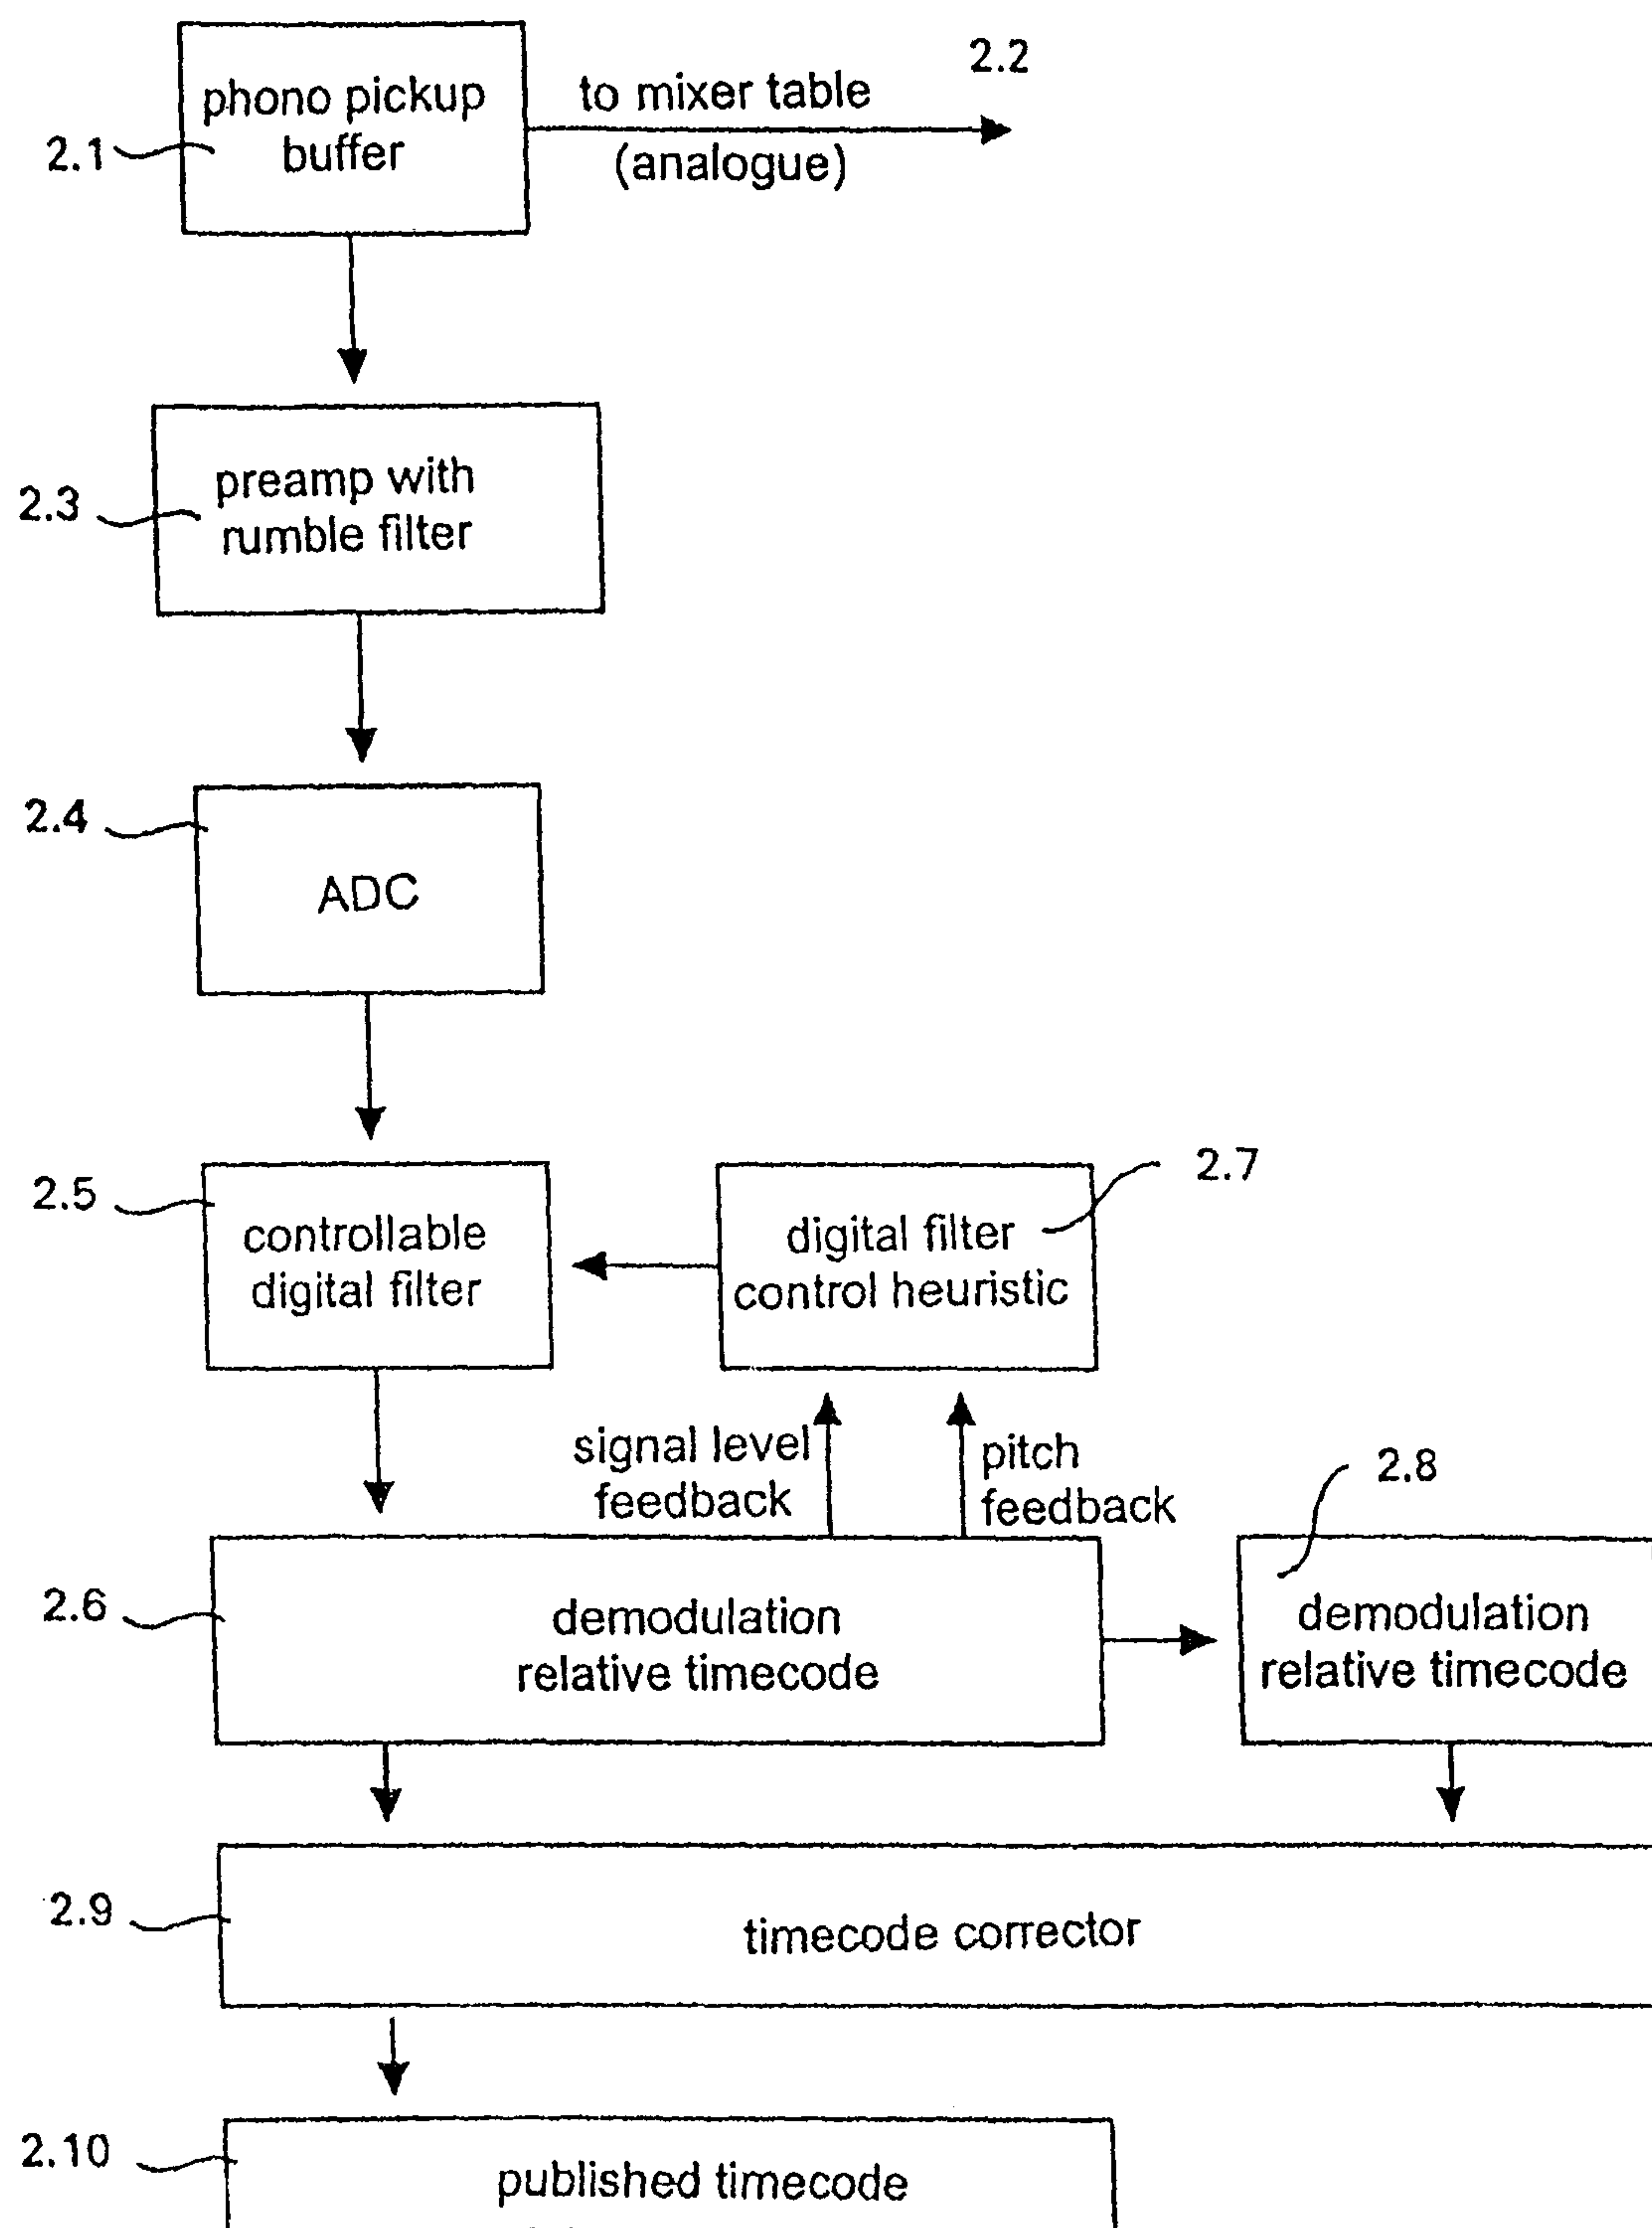 2.2
phono pickup
buffer
to mixer table
(analogue)
2.1
preamp with
rumble filter
2.3
2.4
ADC
2.5
controllable
digital filter
2.7
digital filter
control heuristic
signal level
feedback
pitch
feedback
2.8
2.6
demodulation
relative timecode
demodulation
relative timecode
2.9
timecode corrector
2.10
published timecode